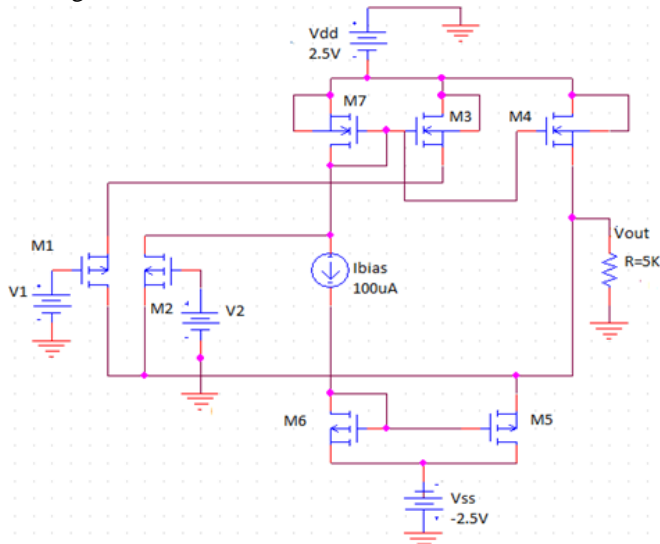 Vdd
2.5V
M7
M3
M4
M1
Vout
Ibias
100uA
R=5K
V1
M2
V2
M6
M5
Vss
-2.5V